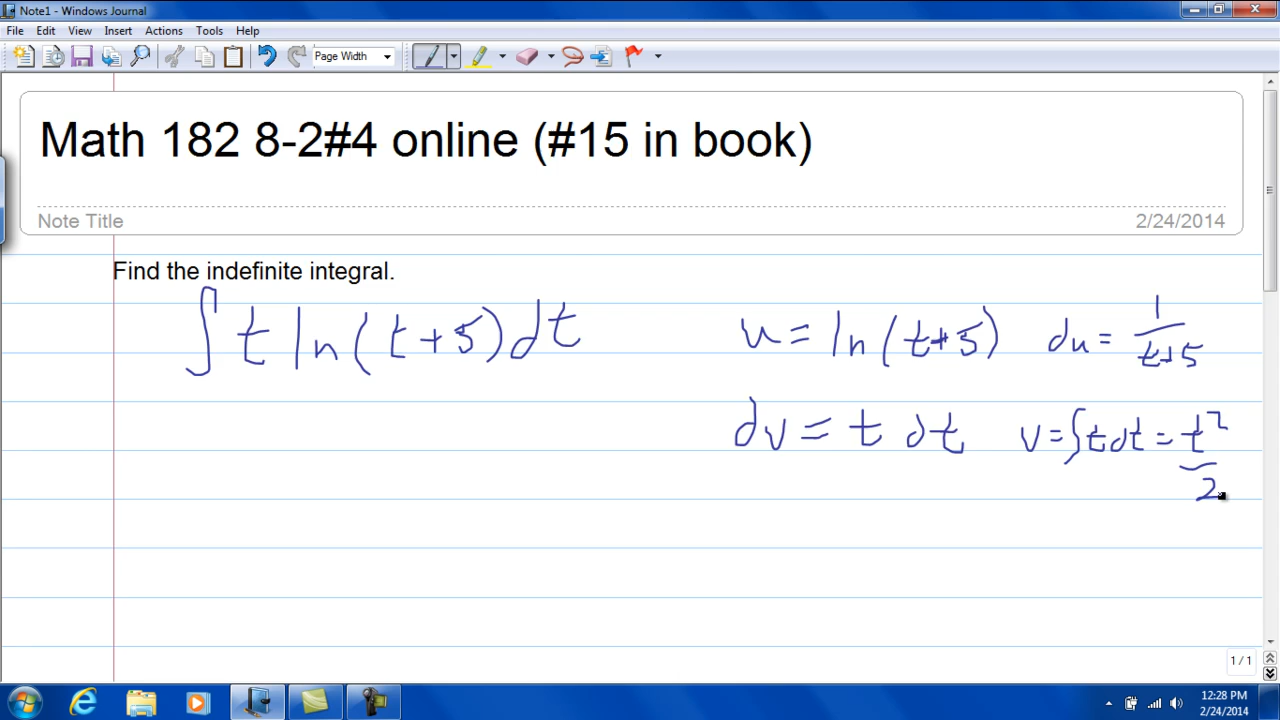 Note1 - Windows Journal
File Edit View Insert Actions Tools Help
Page Width
Math 182 8-2#4 online (#15 in book)
Note Title 2/24/2014
Find the indefinite integral.
∫ t ln(t+5)dt u = ln(t+5) du = 1/(t+5)
dv = t dt v = ∫t dt = t²/2
1 / 1
12:28 PM
2/24/2014